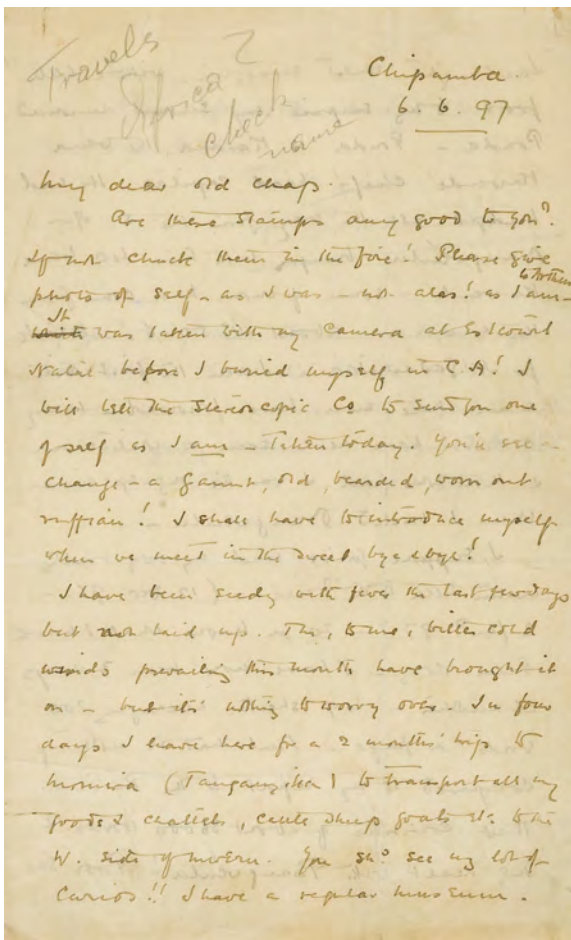 Travels ?
Africa
check
name
Chipamba.
6.6.97
My dear old chap.
Are these stamps any good to you?
If not chuck them in the fire! Please give
to Arthur
photo of self - as I was - not alas! as I am -
It
which was taken with my camera at Estcourt
Natal before I buried myself in C.A! I
will tell the Stereoscopic Co to send you one
of self as I am - Taken today. You'll see -
change - a gaunt, old, bearded, worn out
ruffian! I shall have to introduce myself
when we meet in the sweet bye & bye!
I have been seedy with fever the last few days
but not laid up. The, to me, bitter cold
winds prevailing this month have brought it
on - but its' nothing to worry over. In four
days I leave here for a 2 months' trip to
(Tanganyika) to transport all my
goods & chattels, cattle sheep goats etc to the
W. side of Mweru. You shd see my lot of
Curios!! I have a regular museum.